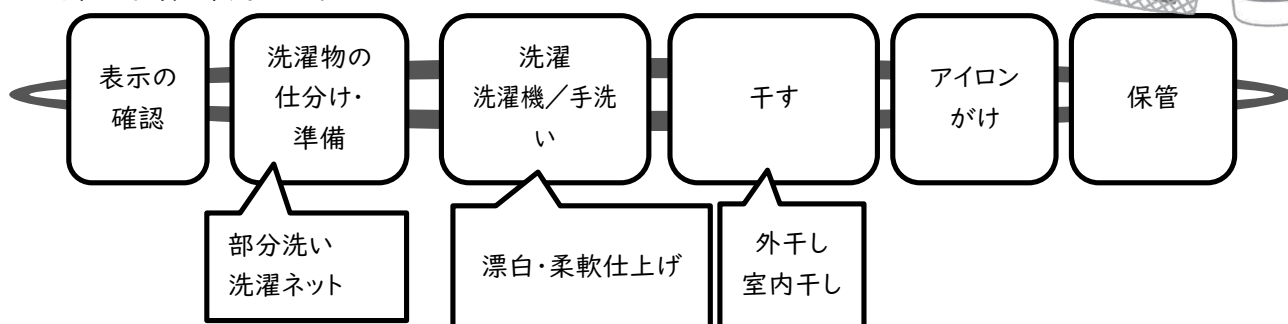 表示の
確認
洗濯物の
仕分け・
準備
洗濯
洗濯機／手洗
い
干す
アイロン
がけ
保管
部分洗い
洗濯ネット
漂白・柔軟仕上げ
外干し
室内干し